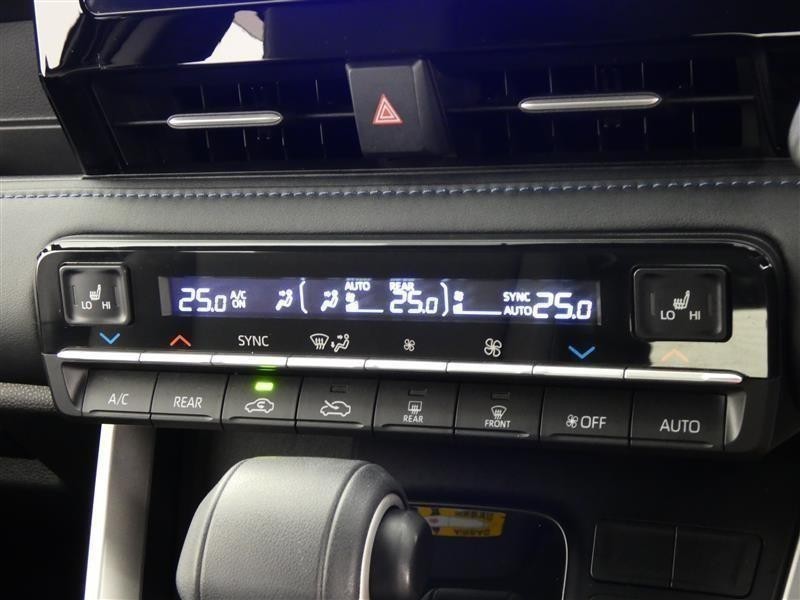 AUTO REAR
25.0 A/C ON 25.0 SYNC AUTO 25.0
LO HI
LO HI
SYNC
A/C REAR REAR FRONT OFF AUTO